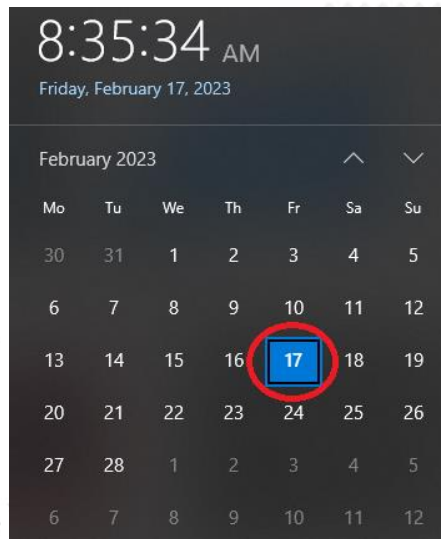 8:35:34 AM
Friday, February 17, 2023
February 2023
Mo Tu We Th Fr Sa Su
30 31 1 2 3 4 5
6 7 8 9 10 11 12
13 14 15 16 17 18 19
20 21 22 23 24 25 26
27 28 1 2 3 4 5
6 7 8 9 10 11 12